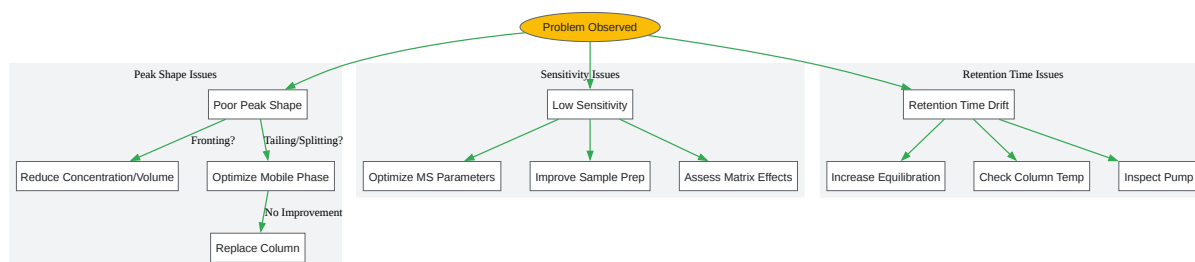 Problem Observed
Peak Shape Issues
Sensitivity Issues
Retention Time Issues
Poor Peak Shape
Low Sensitivity
Retention Time Drift
Fronting?
Tailing/Splitting?
Reduce Concentration/Volume
Optimize Mobile Phase
Optimize MS Parameters
Improve Sample Prep
Assess Matrix Effects
Increase Equilibration
Check Column Temp
Inspect Pump
No Improvement
Replace Column